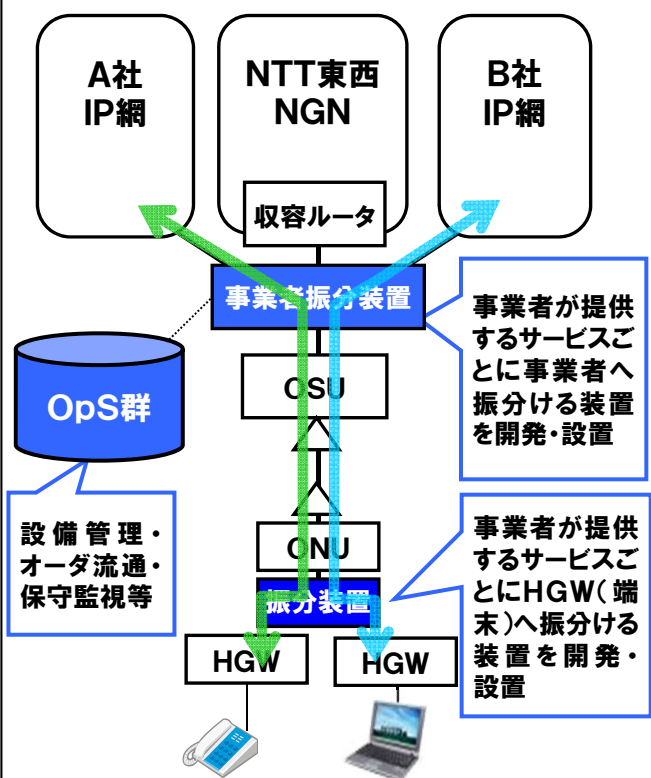 A社
IP網
NTT東西
NGN
B社
IP網
収容ルータ
事業者振分装置
事業者が提供
するサービスご
とに事業者へ
振分ける装置
を開発・設置
OSU
OpS群
設備管理・
オーダ流通・
保守監視等
ONU
振分装置
事業者が提供
するサービスご
とにHGW(端
末)へ振分ける
装置を開発・
設置
HGW
HGW